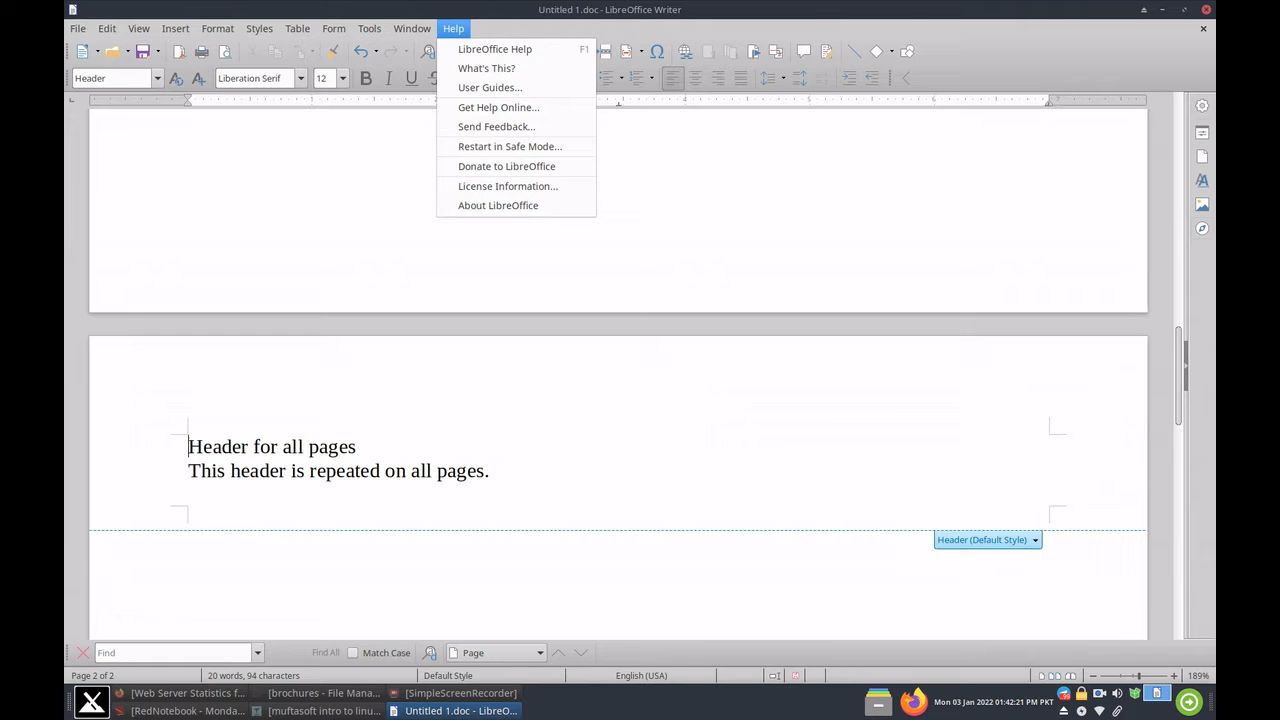 Untitled 1.doc - LibreOffice Writer
File Edit View Insert Format Styles Table Form Tools Window Help
Header Liberation Serif 12
LibreOffice Help F1
What's This?
User Guides...
Get Help Online...
Send Feedback...
Restart in Safe Mode...
Donate to LibreOffice
License Information...
About LibreOffice
4 5 6 7
Header for all pages
This header is repeated on all pages.
Header (Default Style)
Find Find All Match Case Page
Page 2 of 2 20 words, 94 characters Default Style English (USA) 189%
[Web Server Statistics f... [brochures - File Mana... [SimpleScreenRecorder]
[RedNotebook - Monda... [muftasoft intro to linu... Untitled 1.doc - LibreO...
Mon 03 Jan 2022 01:42:21 PM PKT